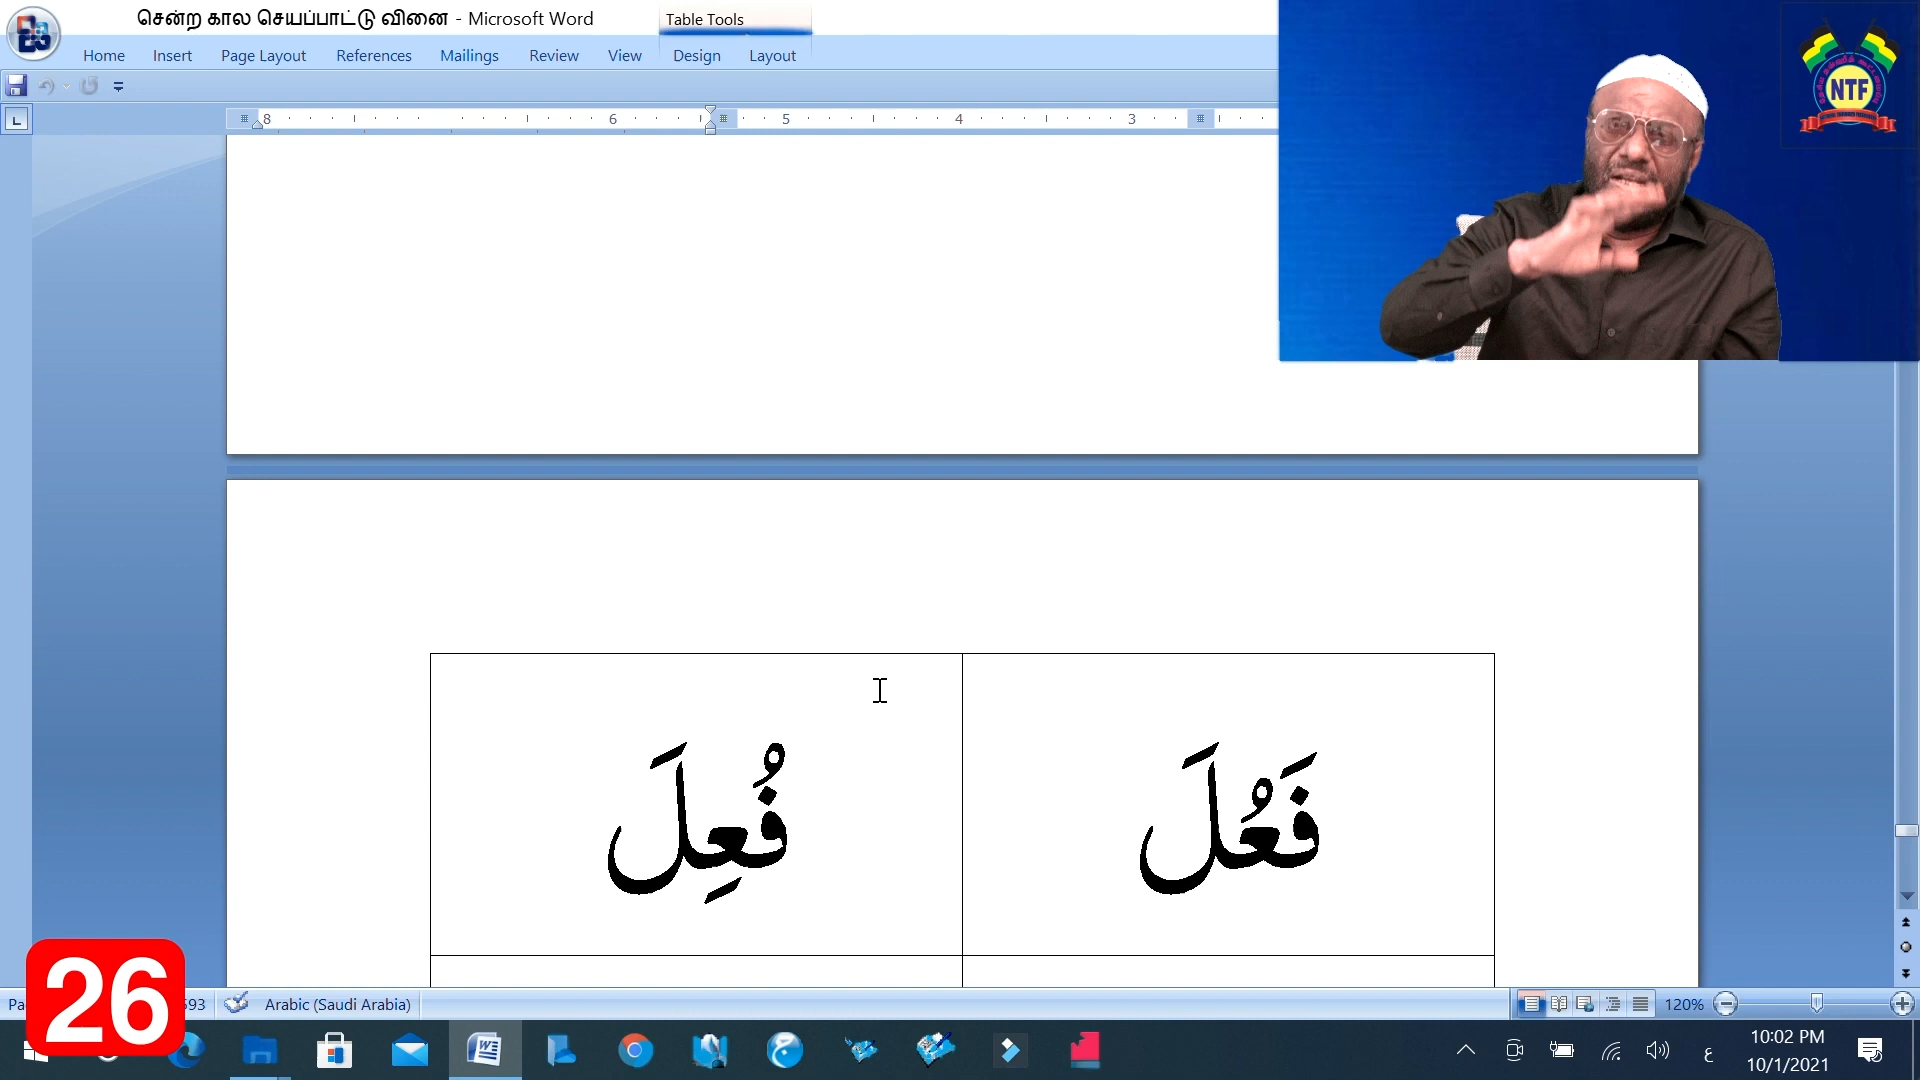 சென்ற கால செயப்பாட்டு வினை - Microsoft Word
Table Tools
Home Insert Page Layout References Mailings Review View Design Layout
8 6 5 4 3
NTF
فُعِلَ فَعُلَ
26
593 Arabic (Saudi Arabia) 120%
10:02 PM
10/1/2021